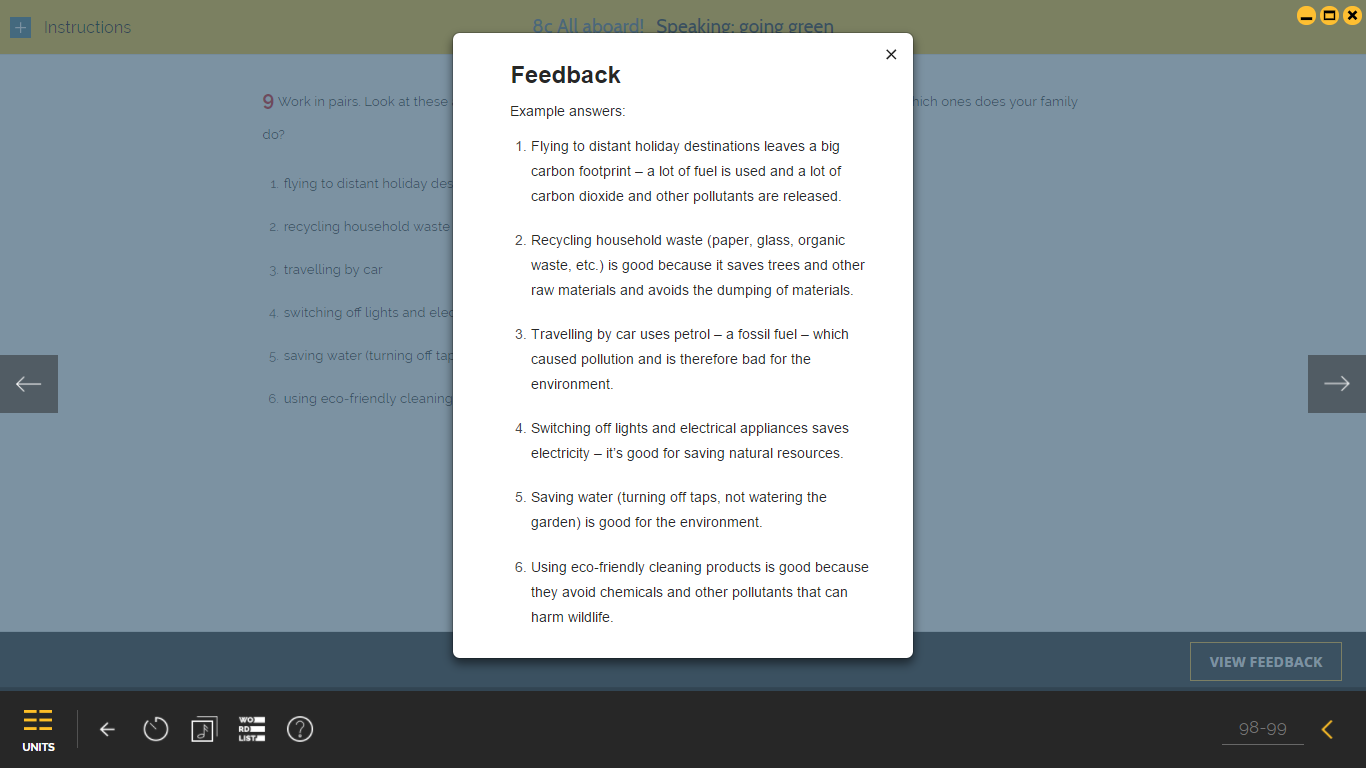 Instructions
8c All aboard! Speaking: going green
9 Work in pairs. Look at these
hich ones does your family
do?
1. flying to distant holiday des
2. recycling household waste
3. travelling by car
4. switching off lights and elec
5. saving water (turning off tap
6. using eco-friendly cleaning
Feedback
Example answers:
1. Flying to distant holiday destinations leaves a big
carbon footprint – a lot of fuel is used and a lot of
carbon dioxide and other pollutants are released.
2. Recycling household waste (paper, glass, organic
waste, etc.) is good because it saves trees and other
raw materials and avoids the dumping of materials.
3. Travelling by car uses petrol – a fossil fuel – which
caused pollution and is therefore bad for the
environment.
4. Switching off lights and electrical appliances saves
electricity – it’s good for saving natural resources.
5. Saving water (turning off taps, not watering the
garden) is good for the environment.
6. Using eco-friendly cleaning products is good because
they avoid chemicals and other pollutants that can
harm wildlife.
VIEW FEEDBACK
UNITS
WO
RD
LIST
98-99